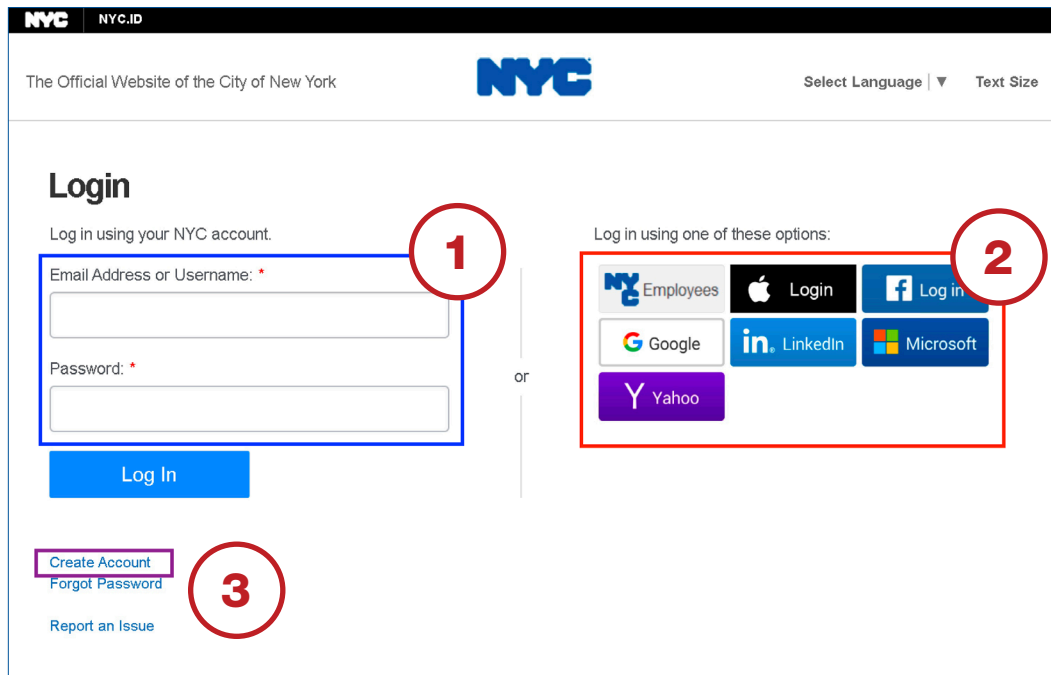 NYC NYC.ID
The Official Website of the City of New York
NYC
Select Language ▼ Text Size
Login
Log in using your NYC account.
1
Email Address or Username: *
Password: *
Log In
or
Log in using one of these options:
2
NYC Employees Login Log in
G Google in. LinkedIn Microsoft
Y Yahoo
Create Account
Forgot Password
3
Report an Issue